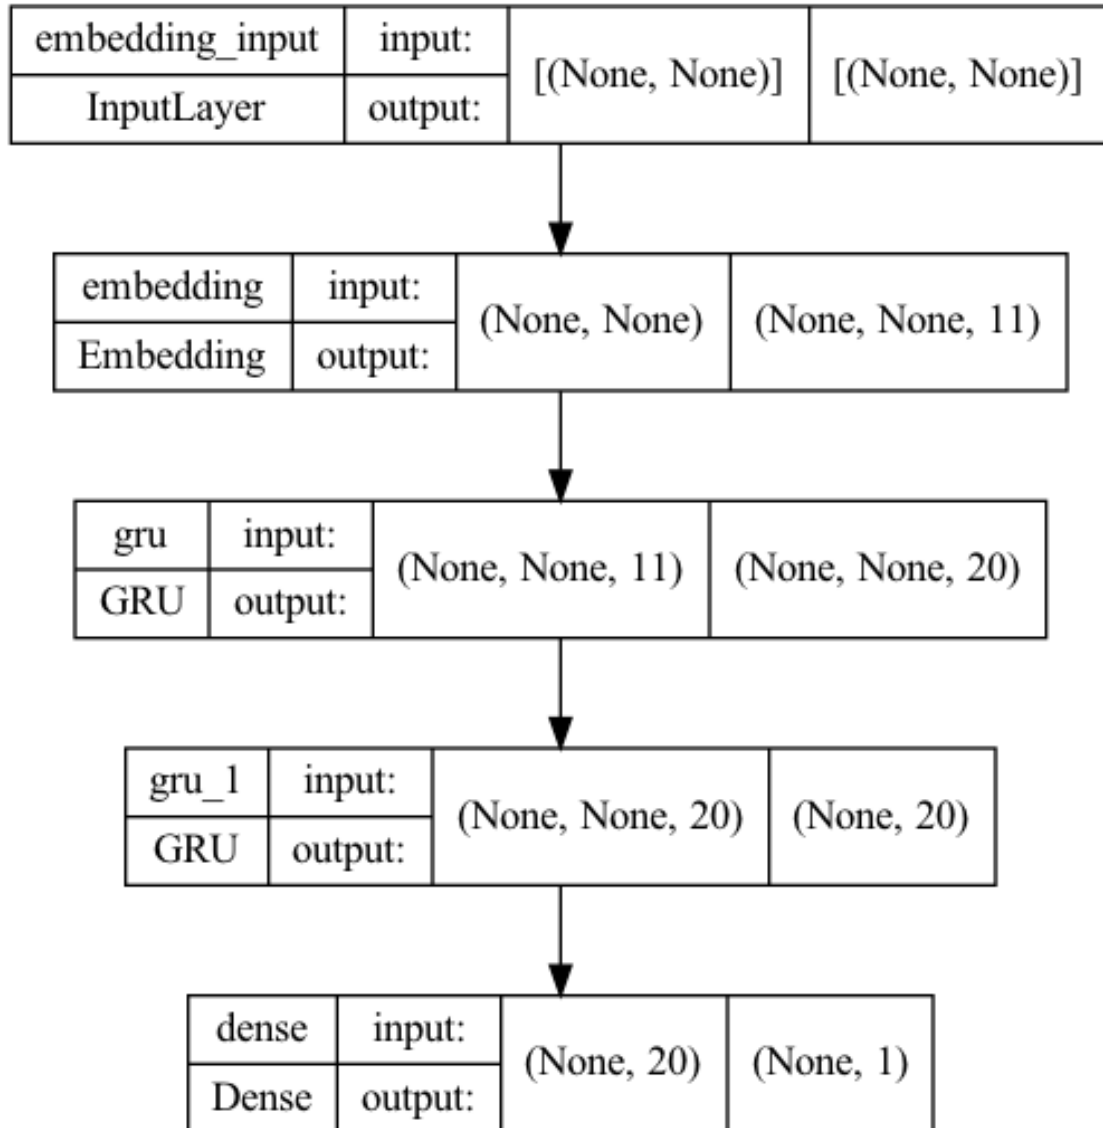 embedding_input input: [(None, None)] [(None, None)]
InputLayer output:
embedding input: (None, None) (None, None, 11)
Embedding output:
gru input: (None, None, 11) (None, None, 20)
GRU output:
gru_1 input: (None, None, 20) (None, 20)
GRU output:
dense input: (None, 20) (None, 1)
Dense output: